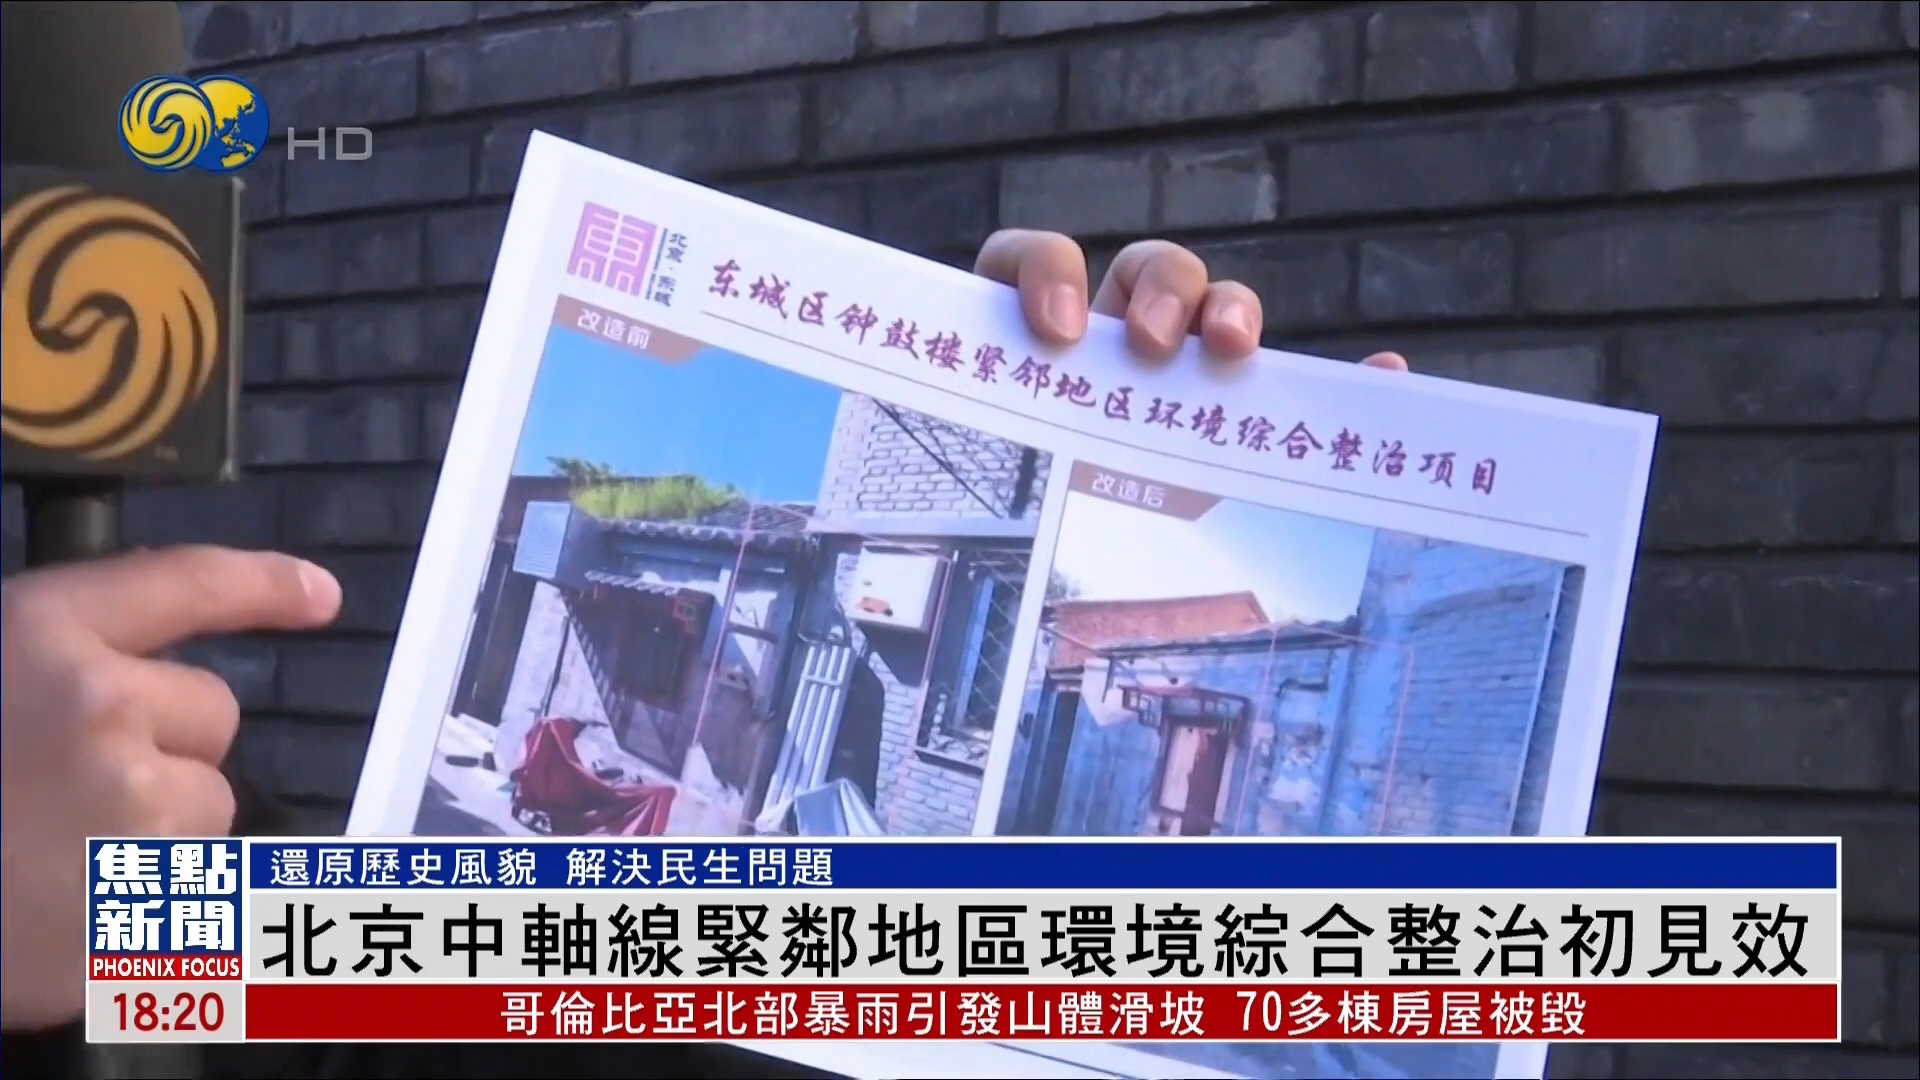 HD
北京·东城
东城区钟鼓楼紧邻地区环境综合整治项目
改造前
改造后
焦點新聞
PHOENIX FOCUS
還原歷史風貌 解決民生問題
北京中軸線緊鄰地區環境綜合整治初見效
18:20
哥倫比亞北部暴雨引發山體滑坡 70多棟房屋被毀